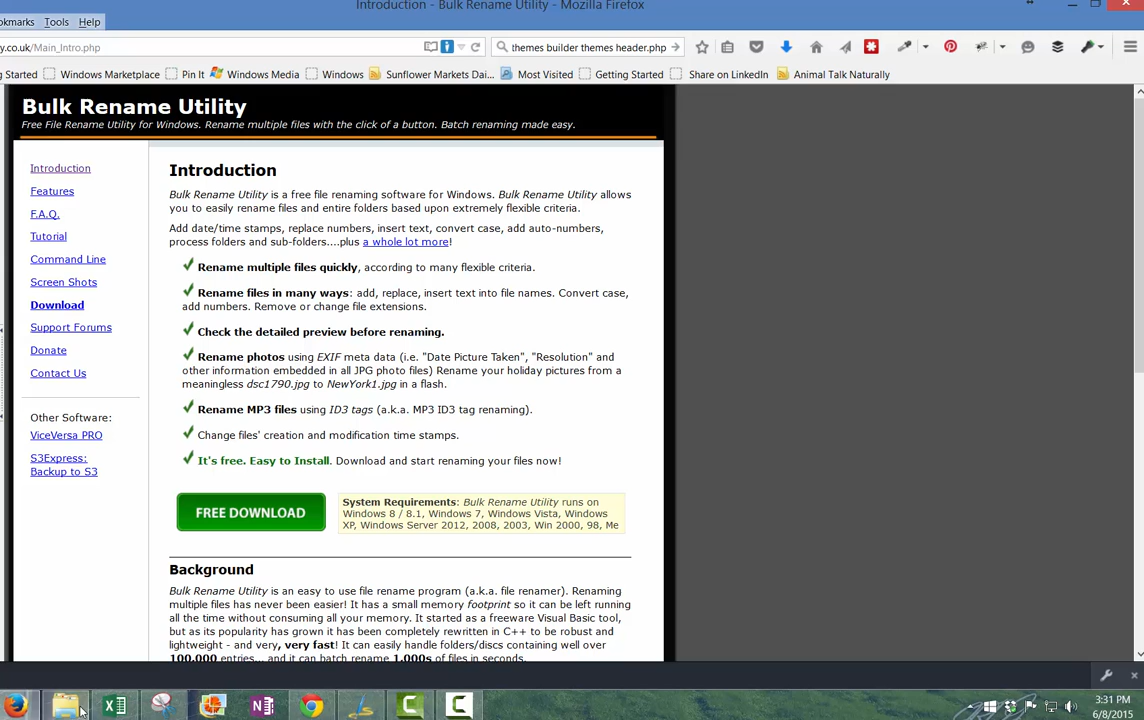 Introduction - Bulk Rename Utility - Mozilla Firefox
okmarks Tools Help
y.co.uk/Main_Intro.php
themes builder themes header.php
g Started Windows Marketplace Pin It Windows Media Windows Sunflower Markets Dai... Most Visited Getting Started Share on LinkedIn Animal Talk Naturally
Bulk Rename Utility
Free File Rename Utility for Windows. Rename multiple files with the click of a button. Batch renaming made easy.
Introduction
Features
F.A.Q.
Tutorial
Command Line
Screen Shots
Download
Support Forums
Donate
Contact Us
Other Software:
ViceVersa PRO
S3Express:
Backup to S3
Introduction
Bulk Rename Utility is a free file renaming software for Windows. Bulk Rename Utility allows
you to easily rename files and entire folders based upon extremely flexible criteria.
Add date/time stamps, replace numbers, insert text, convert case, add auto-numbers,
process folders and sub-folders....plus a whole lot more!
Rename multiple files quickly, according to many flexible criteria.
Rename files in many ways: add, replace, insert text into file names. Convert case,
add numbers. Remove or change file extensions.
Check the detailed preview before renaming.
Rename photos using EXIF meta data (i.e. "Date Picture Taken", "Resolution" and
other information embedded in all JPG photo files) Rename your holiday pictures from a
meaningless dsc1790.jpg to NewYork1.jpg in a flash.
Rename MP3 files using ID3 tags (a.k.a. MP3 ID3 tag renaming).
Change files' creation and modification time stamps.
It's free. Easy to Install. Download and start renaming your files now!
FREE DOWNLOAD
System Requirements: Bulk Rename Utility runs on
Windows 8 / 8.1, Windows 7, Windows Vista, Windows
XP, Windows Server 2012, 2008, 2003, Win 2000, 98, Me
Background
Bulk Rename Utility is an easy to use file rename program (a.k.a. file renamer). Renaming
multiple files has never been easier! It has a small memory footprint so it can be left running
all the time without consuming all your memory. It started as a freeware Visual Basic tool,
but as its popularity has grown it has been completely rewritten in C++ to be robust and
lightweight - and very, very fast! It can easily handle folders/discs containing well over
100,000 entries... and it can batch rename 1,000s of files in seconds.
3:31 PM
6/8/2015